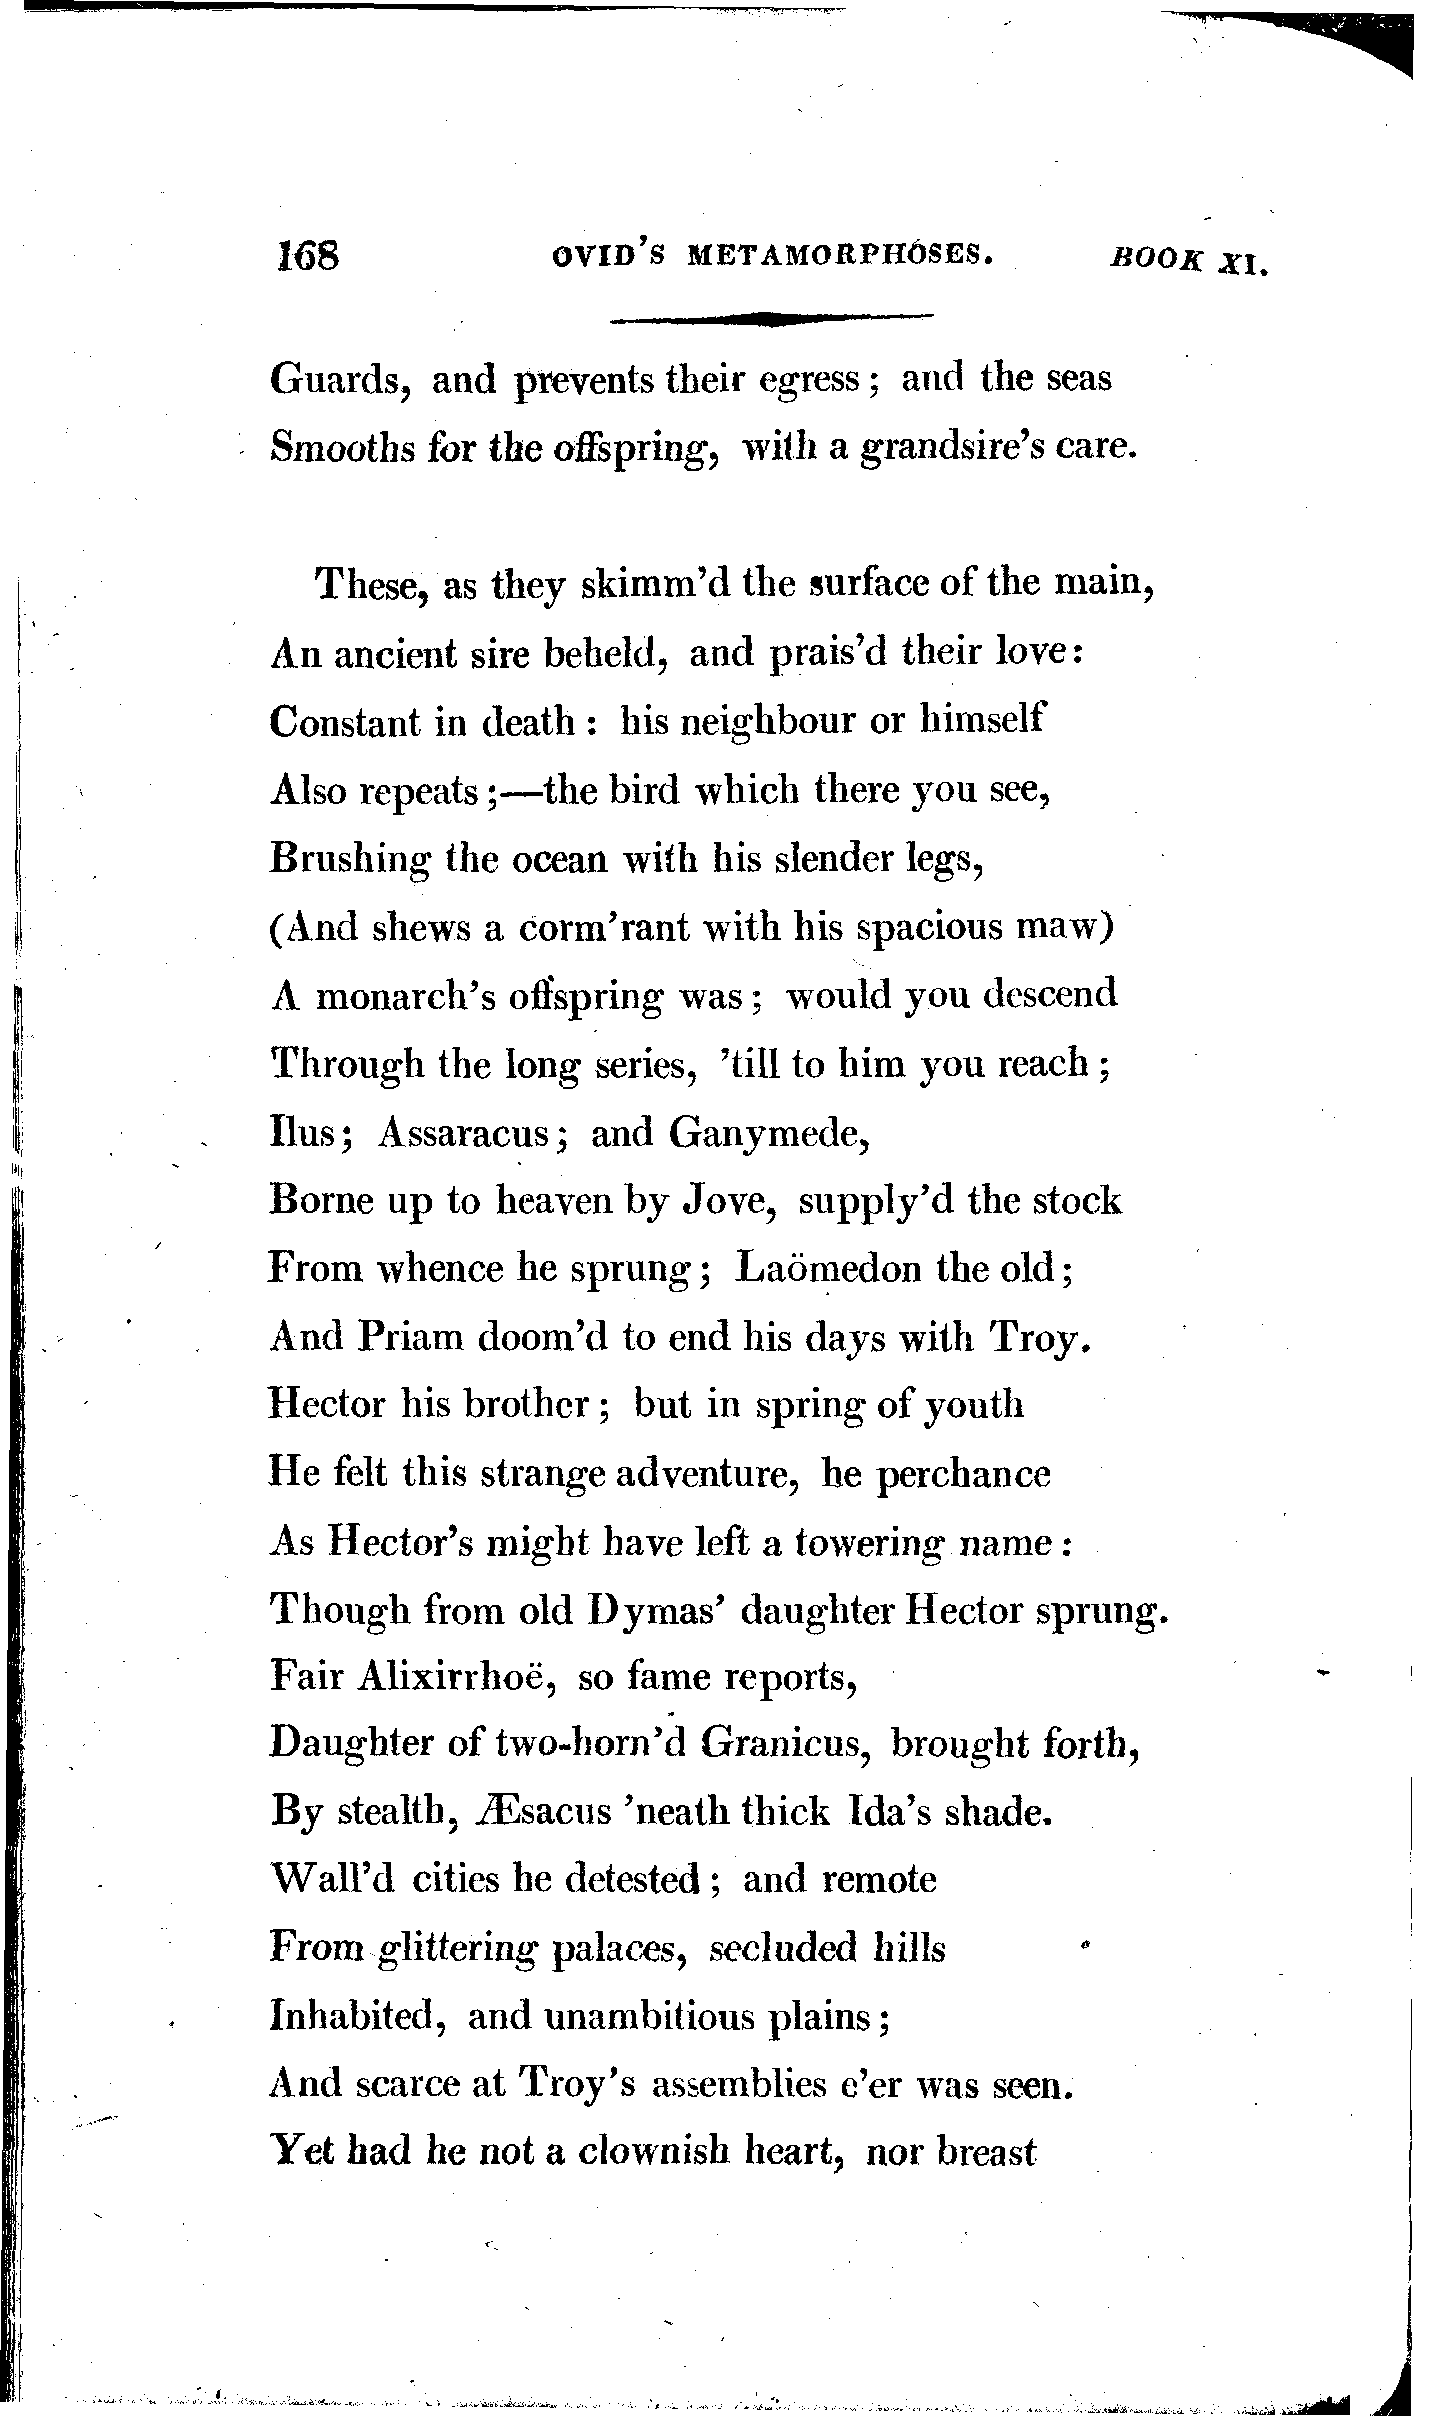 168 OVID'S METAMORPHOSES. BOOK XI.
Guards, and prevents their egress; and the seas
Smooths for the offspring, with a grandsire's care.
These, as they skimm'd the surface of the main,
An ancient sire beheld, and prais'd their love:
Constant in death: his neighbour or himself
Also repeats;—the bird which there you see,
Brushing the ocean with his slender legs,
(And shews a corm'rant with his spacious maw)
A monarch's offspring was; would you descend
Through the long series, 'till to him you reach;
Ilus; Assaracus; and Ganymede,
Borne up to heaven by Jove, supply'd the stock
From whence he sprung; Laömedon the old;
And Priam doom'd to end his days with Troy.
Hector his brother; but in spring of youth
He felt this strange adventure, he perchance
As Hector's might have left a towering name:
Though from old Dymas' daughter Hector sprung.
Fair Alixirrhoë, so fame reports,
Daughter of two-horn'd Granicus, brought forth,
By stealth, Æsacus 'neath thick Ida's shade.
Wall'd cities he detested; and remote
From glittering palaces, secluded hills
Inhabited, and unambitious plains;
And scarce at Troy's assemblies e'er was seen.
Yet had he not a clownish heart, nor breast